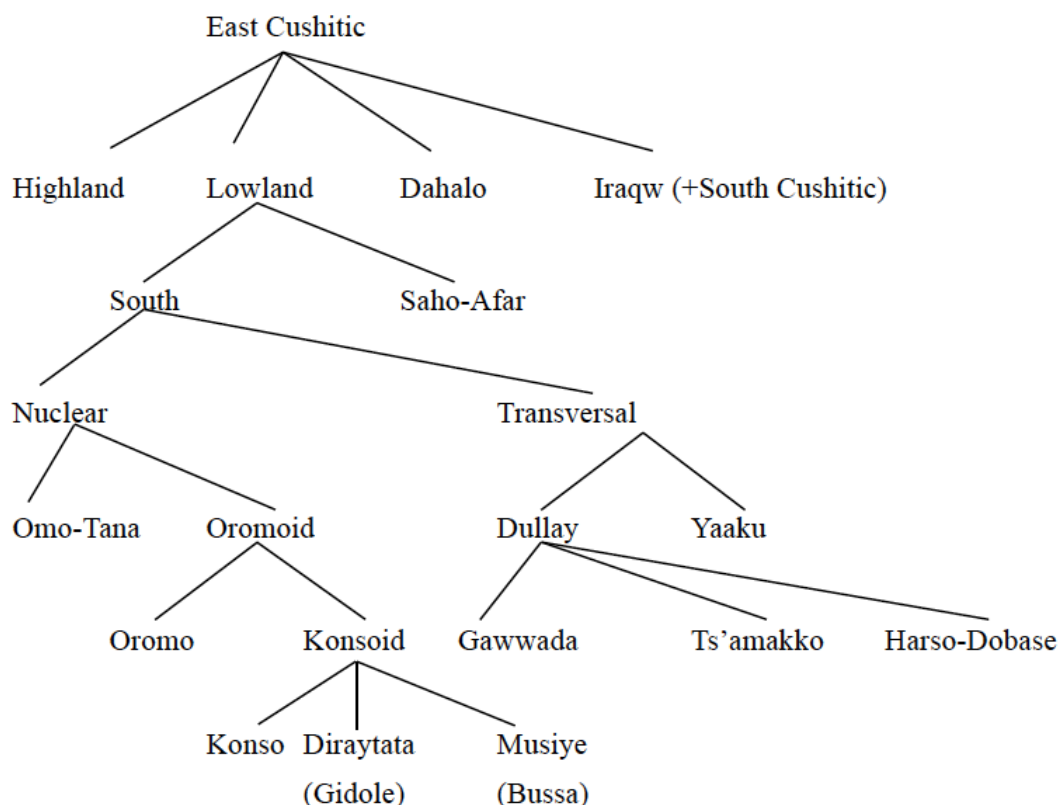 East Cushitic
Highland Lowland Dahalo Iraqw (+South Cushitic)
South Saho-Afar
Nuclear Transversal
Omo-Tana Oromoid Dullay Yaaku
Oromo Konsoid Gawwada Ts’amakko Harso-Dobase
Konso Diraytata Musiye
(Gidole) (Bussa)